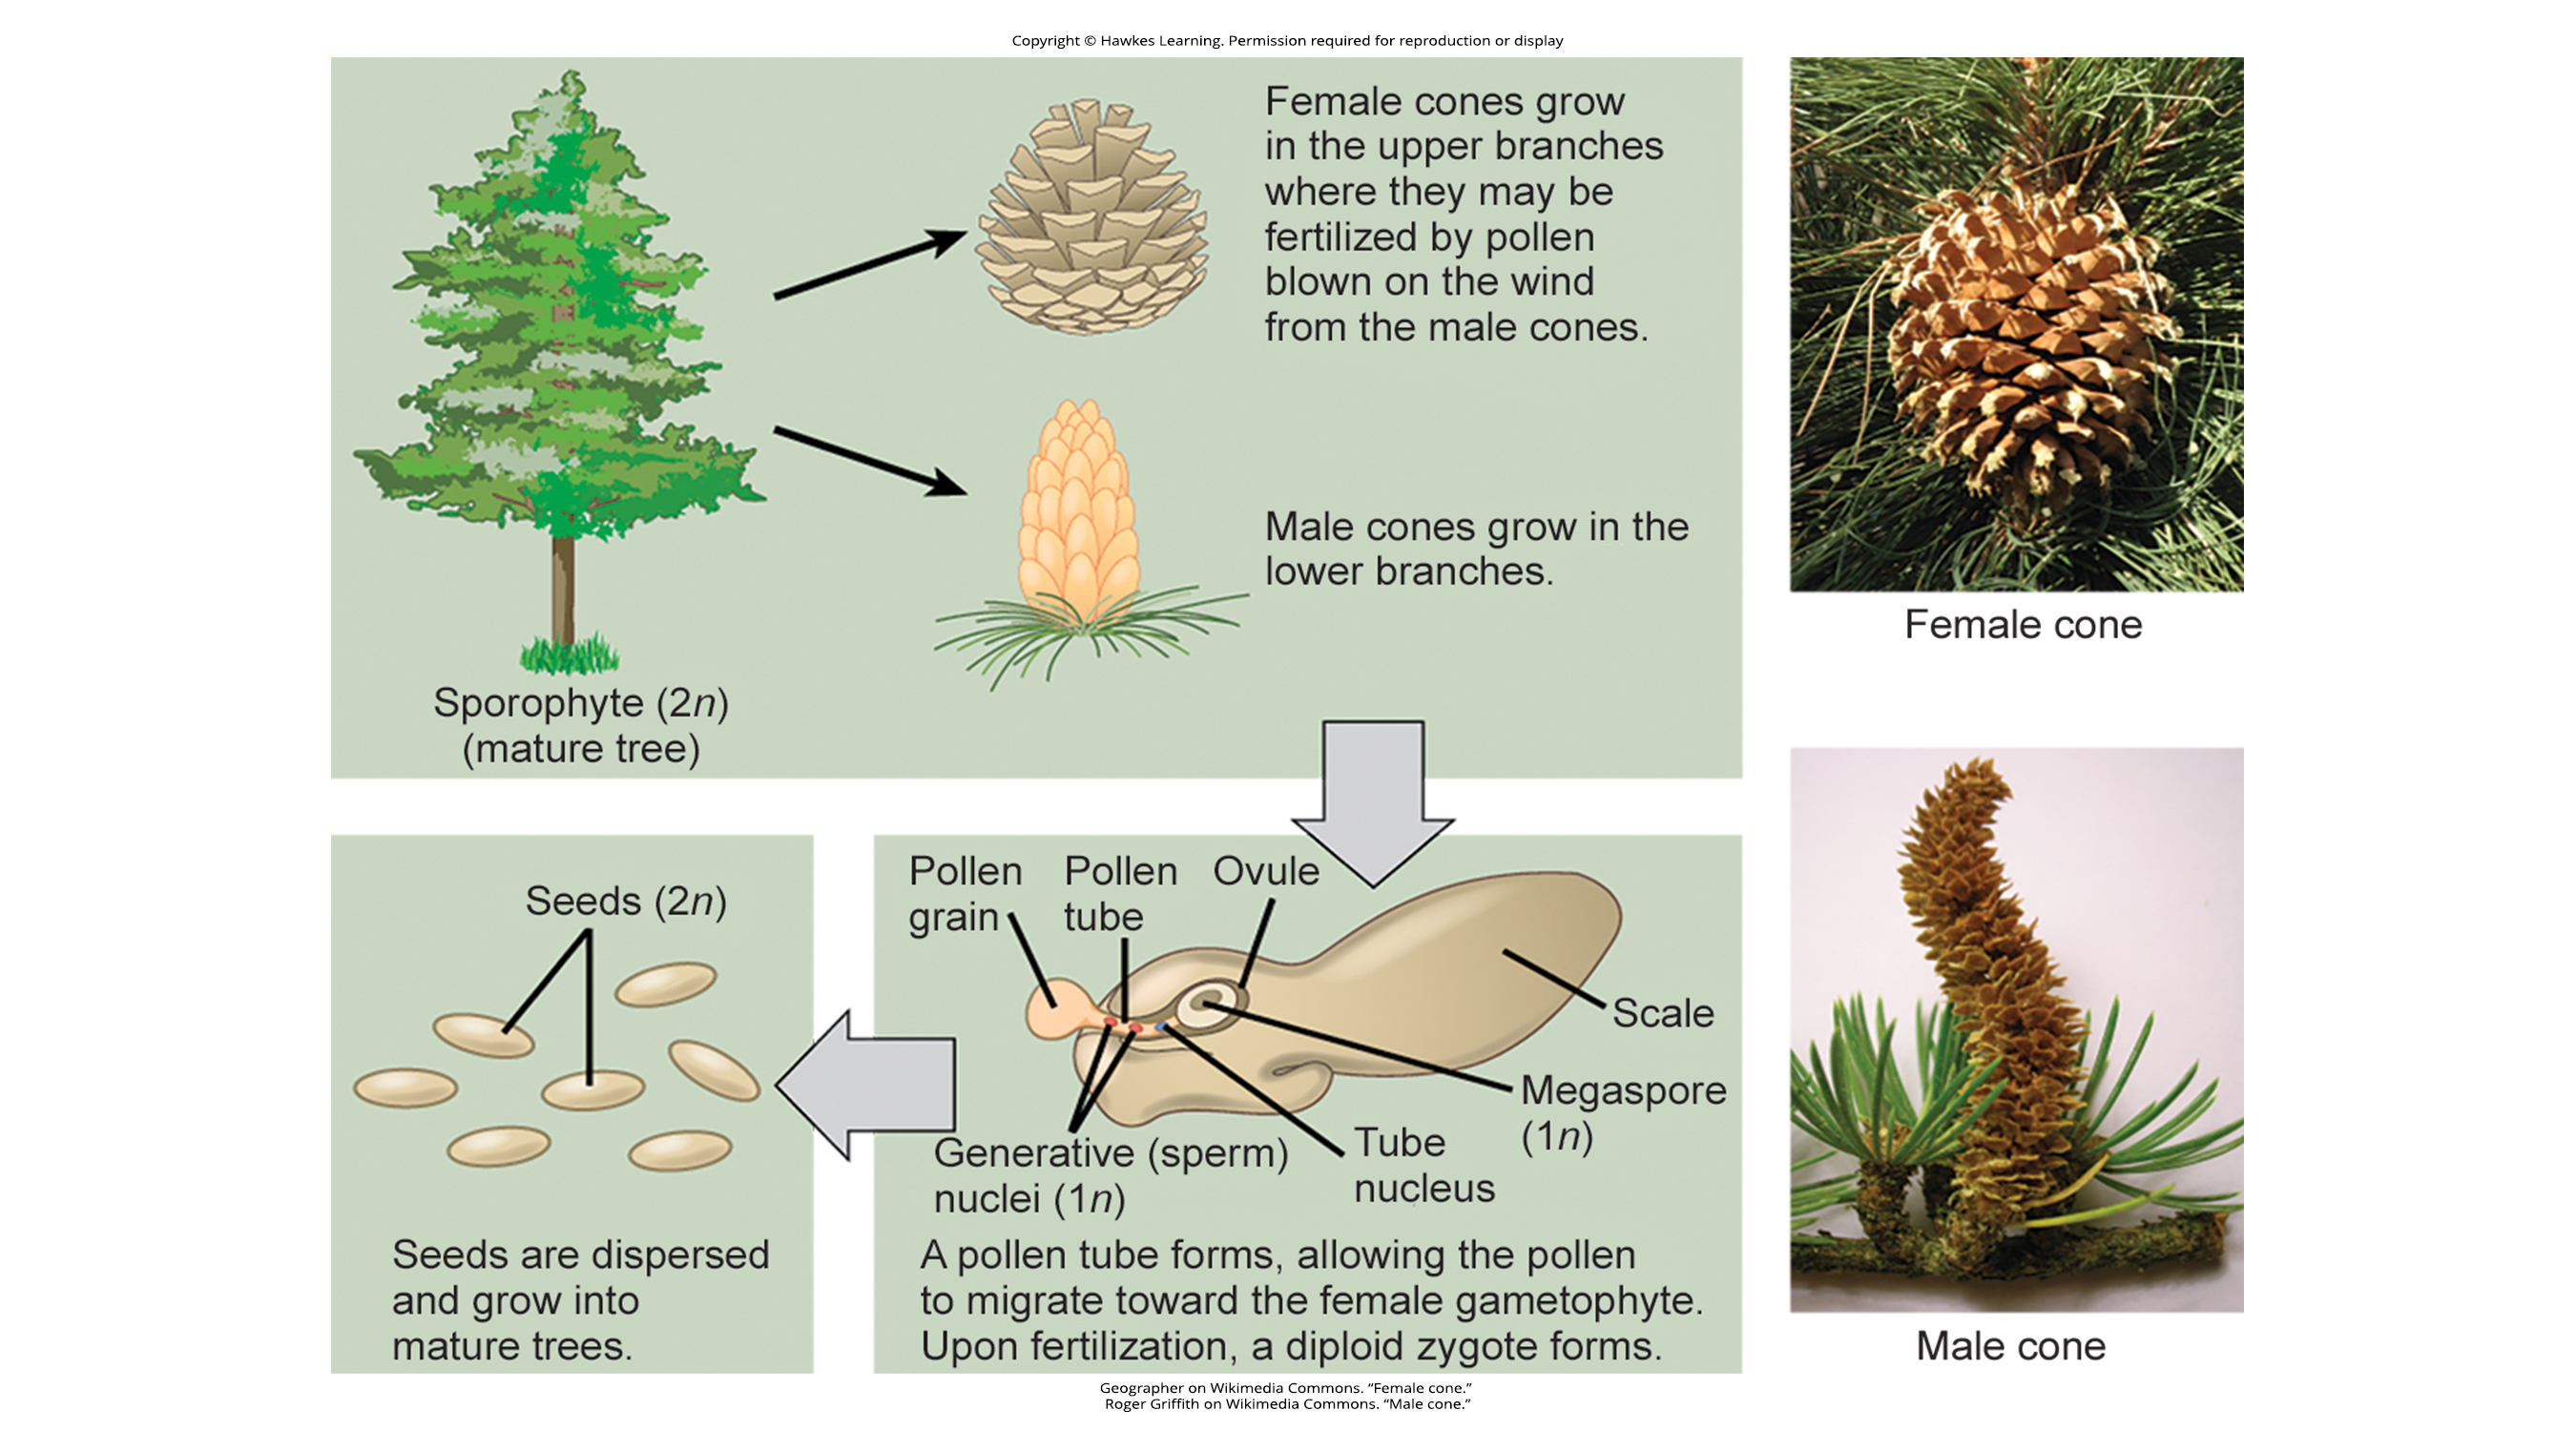 Copyright © Hawkes Learning. Permission required for reproduction or display
Female cones grow
in the upper branches
where they may be
fertilized by pollen
blown on the wind
from the male cones.
Male cones grow in the
lower branches.
Sporophyte (2n)
(mature tree)
Female cone
Pollen
grain
Pollen
tube
Ovule
Scale
Megaspore
(1n)
Tube
nucleus
Generative (sperm)
nuclei (1n)
A pollen tube forms, allowing the pollen
to migrate toward the female gametophyte.
Upon fertilization, a diploid zygote forms.
Seeds (2n)
Seeds are dispersed
and grow into
mature trees.
Male cone
Geographer on Wikimedia Commons. “Female cone.”
Roger Griffith on Wikimedia Commons. “Male cone.”